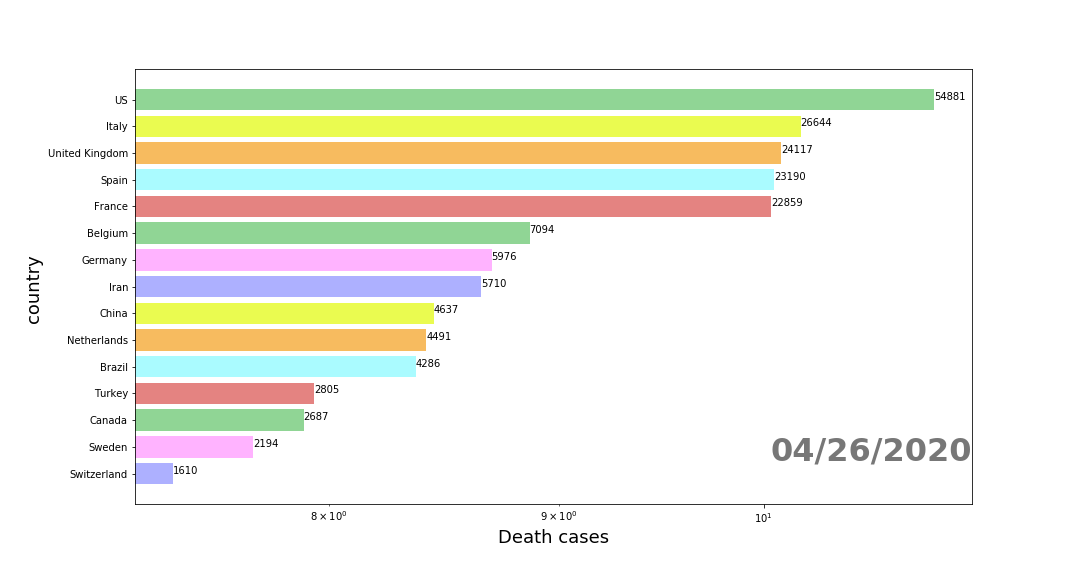 US 54881
Italy 26644
United Kingdom 24117
Spain 23190
France 22859
Belgium 7094
Germany 5976
Iran 5710
China 4637
Netherlands 4491
Brazil 4286
Turkey 2805
Canada 2687
Sweden 2194
Switzerland 1610
04/26/2020
country
8 × 10⁰ 9 × 10⁰ 10¹
Death cases